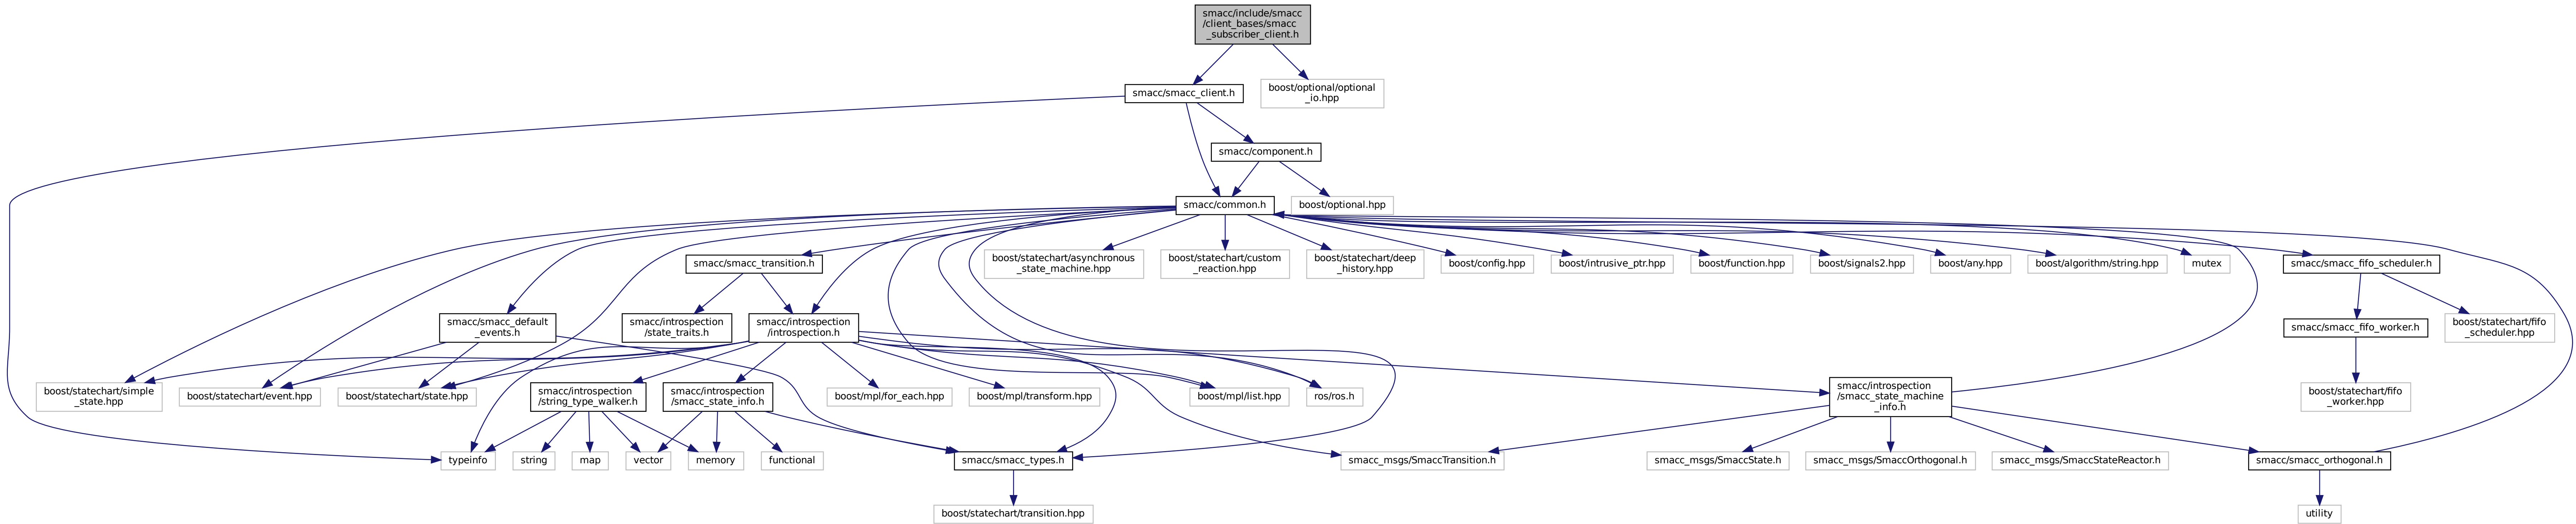 smacc/include/smacc
/client_bases/smacc
_subscriber_client.h
smacc/smacc_client.h
boost/optional/optional
_io.hpp
smacc/component.h
smacc/common.h
boost/optional.hpp
smacc/smacc_transition.h
boost/statechart/asynchronous
_state_machine.hpp
boost/statechart/custom
_reaction.hpp
boost/statechart/deep
_history.hpp
boost/config.hpp
boost/intrusive_ptr.hpp
boost/function.hpp
boost/signals2.hpp
boost/any.hpp
boost/algorithm/string.hpp
mutex
smacc/smacc_fifo_scheduler.h
smacc/smacc_default
_events.h
smacc/introspection
/state_traits.h
smacc/introspection
/introspection.h
smacc/smacc_fifo_worker.h
boost/statechart/fifo
_scheduler.hpp
boost/statechart/simple
_state.hpp
boost/statechart/event.hpp
boost/statechart/state.hpp
smacc/introspection
/string_type_walker.h
smacc/introspection
/smacc_state_info.h
boost/mpl/for_each.hpp
boost/mpl/transform.hpp
boost/mpl/list.hpp
ros/ros.h
smacc/introspection
/smacc_state_machine
_info.h
boost/statechart/fifo
_worker.hpp
typeinfo
string
map
vector
memory
functional
smacc/smacc_types.h
smacc_msgs/SmaccTransition.h
smacc_msgs/SmaccState.h
smacc_msgs/SmaccOrthogonal.h
smacc_msgs/SmaccStateReactor.h
smacc/smacc_orthogonal.h
boost/statechart/transition.hpp
utility